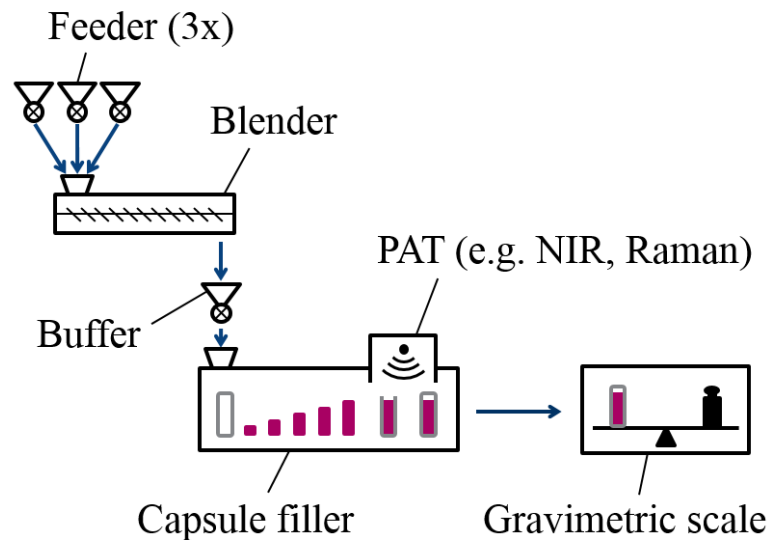 Feeder (3x)
Blender
PAT (e.g. NIR, Raman)
Buffer
Capsule filler
Gravimetric scale